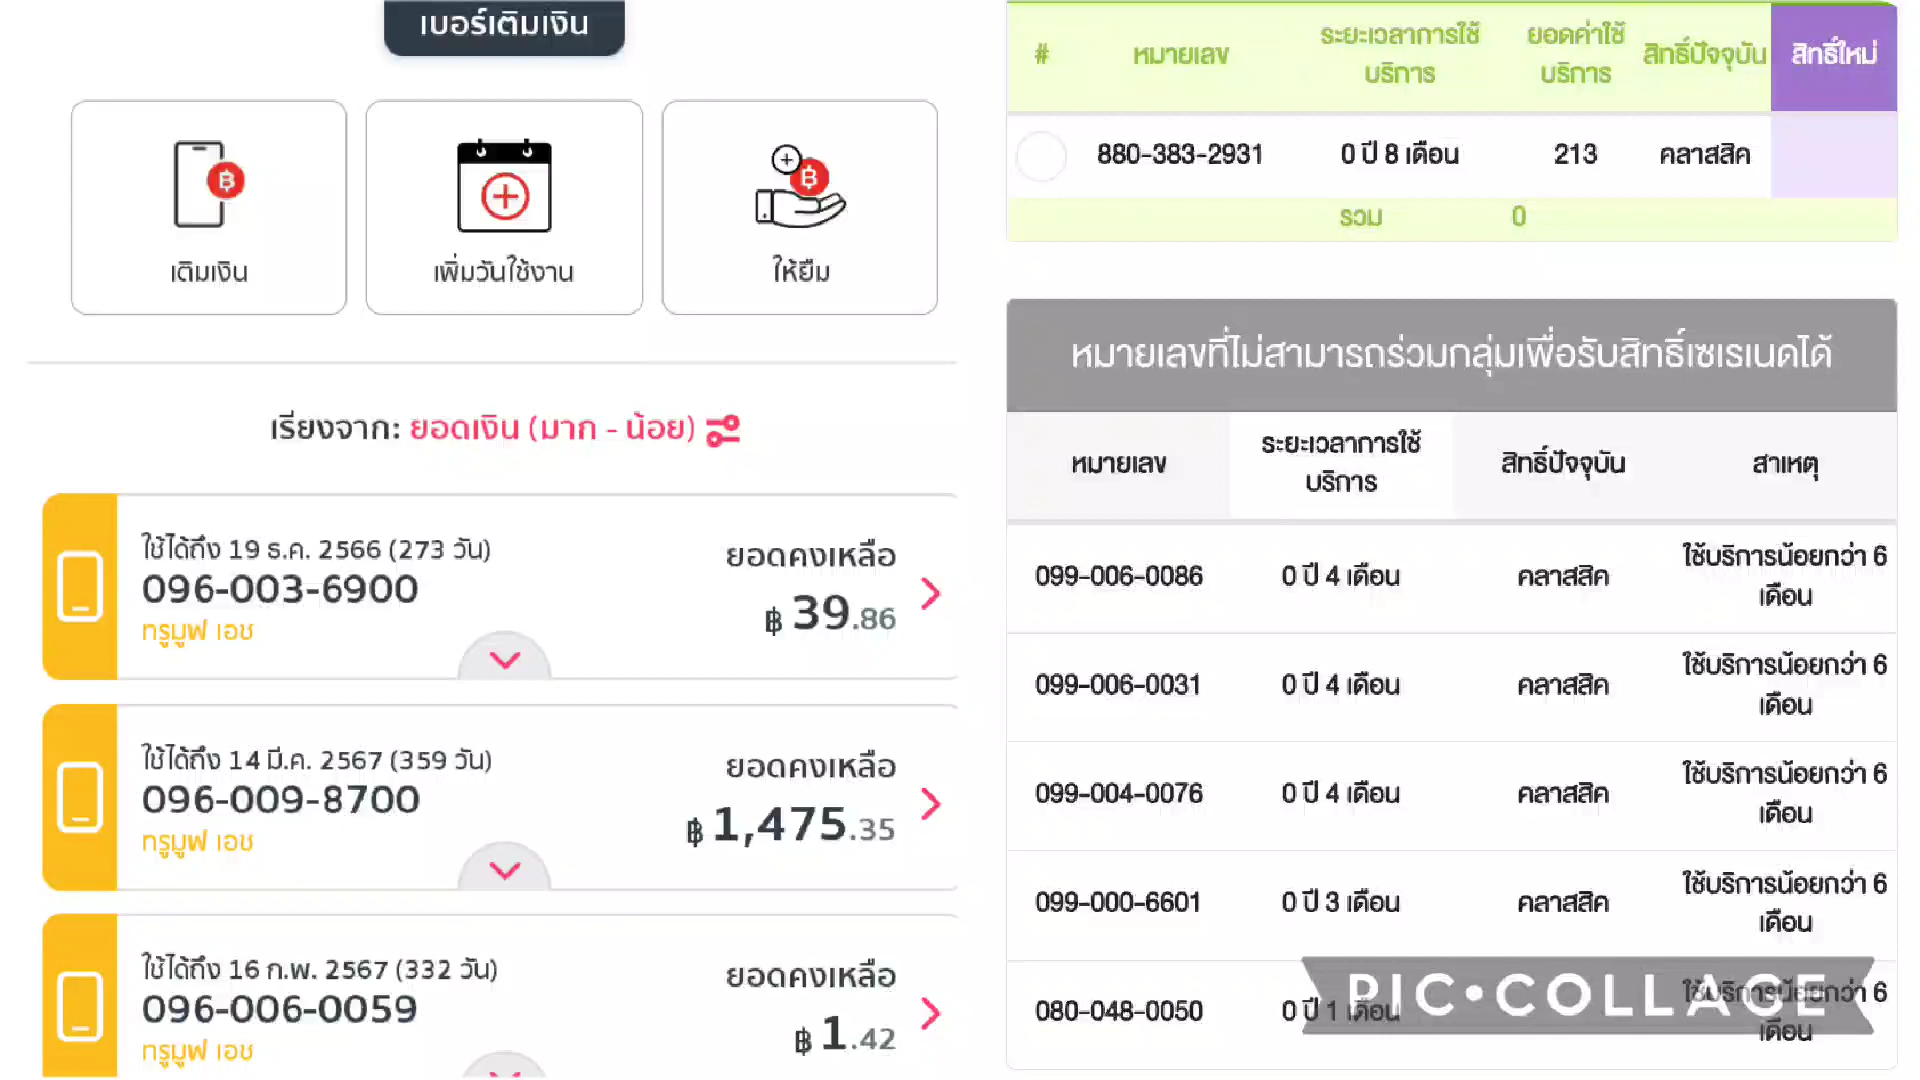 เบอร์เติมเงิน
เติมเงิน
เพิ่มวันใช้งาน
ให้ยืม
เรียงจาก: ยอดเงิน (มาก - น้อย)
ใช้ได้ถึง 19 ธ.ค. 2566 (273 วัน)
096-003-6900
ทรูมูฟ เอช
ยอดคงเหลือ
฿ 39.86
ใช้ได้ถึง 14 มี.ค. 2567 (359 วัน)
096-009-8700
ทรูมูฟ เอช
ยอดคงเหลือ
฿ 1,475.35
ใช้ได้ถึง 16 ก.พ. 2567 (332 วัน)
096-006-0059
ทรูมูฟ เอช
ยอดคงเหลือ
฿ 1.42
# หมายเลข ระยะเวลาการใช้บริการ ยอดค่าใช้บริการ สิทธิ์ปัจจุบัน สิทธิ์ใหม่
880-383-2931 0 ปี 8 เดือน 213 คลาสสิค
รวม 0
หมายเลขที่ไม่สามารถร่วมกลุ่มเพื่อรับสิทธิ์เซเรเนดได้
หมายเลข ระยะเวลาการใช้บริการ สิทธิ์ปัจจุบัน สาเหตุ
099-006-0086 0 ปี 4 เดือน คลาสสิค ใช้บริการน้อยกว่า 6 เดือน
099-006-0031 0 ปี 4 เดือน คลาสสิค ใช้บริการน้อยกว่า 6 เดือน
099-004-0076 0 ปี 4 เดือน คลาสสิค ใช้บริการน้อยกว่า 6 เดือน
099-000-6601 0 ปี 3 เดือน คลาสสิค ใช้บริการน้อยกว่า 6 เดือน
080-048-0050 0 ปี 1 เดือน ใช้บริการน้อยกว่า 6 เดือน
PIC•COLLAGE